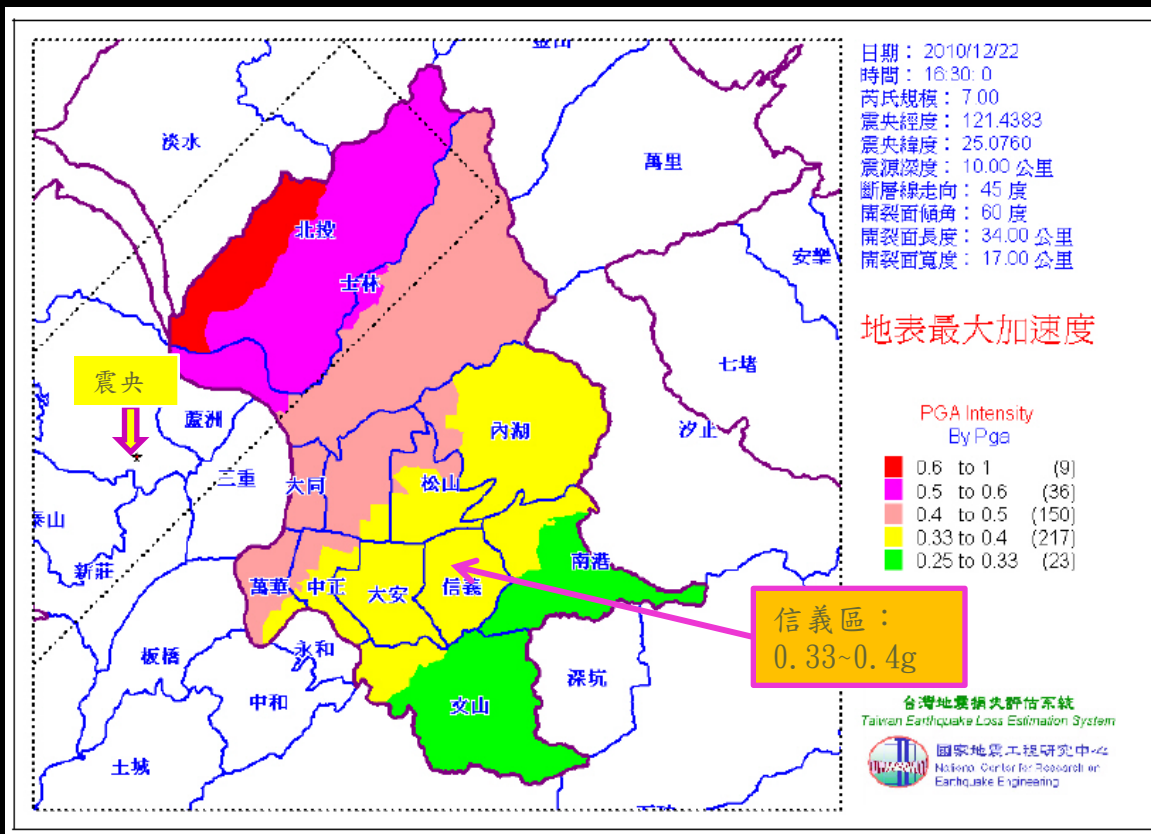 金山
淡水
萬里
北投
安樂
士林
七堵
震央
蘆洲
內湖
汐止
三重
大同
松山
泰山
新莊
萬華
中正
大安
信義
南港
板橋
永和
中和
文山
深坑
土城
日期： 2010/12/22
時間： 16:30: 0
芮氏規模： 7.00
震央經度： 121.4383
震央緯度： 25.0760
震源深度： 10.00 公里
斷層線走向： 45 度
開裂面傾角： 60 度
開裂面長度： 34.00 公里
開裂面寬度： 17.00 公里
地表最大加速度
PGA Intensity
By Pga
0.6 to 1 (9)
0.5 to 0.6 (36)
0.4 to 0.5 (150)
0.33 to 0.4 (217)
0.25 to 0.33 (23)
信義區：
0.33~0.4g
台灣地震損失評估系統
Taiwan Earthquake Loss Estimation System
國家地震工程研究中心
National Center for Research on
Earthquake Engineering